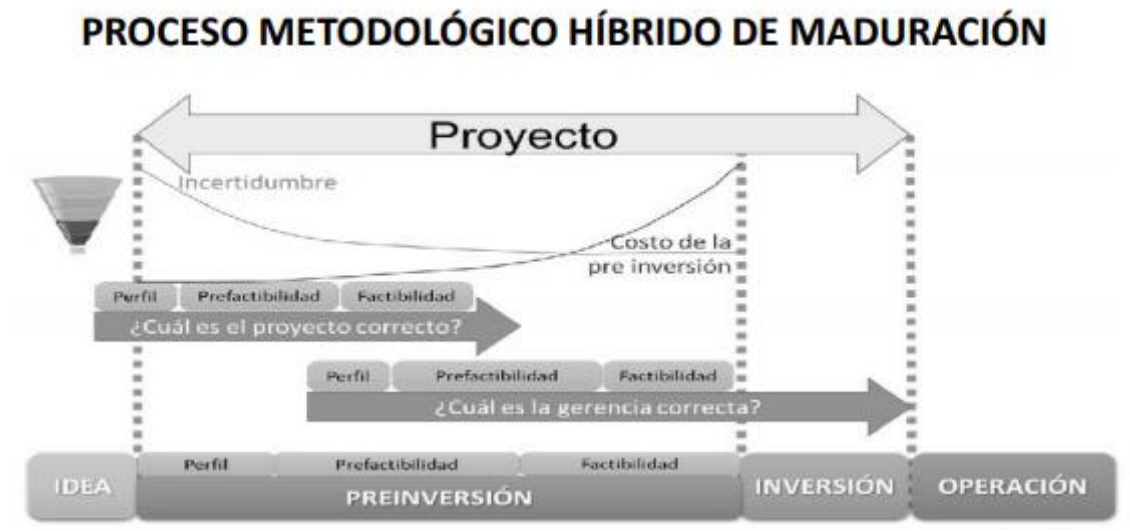 PROCESO METODOLÓGICO HÍBRIDO DE MADURACIÓN
Proyecto
Incertidumbre
Costo de la
pre inversión
Perfil Prefactibilidad Factibilidad
¿Cuál es el proyecto correcto?
Perfil Prefactibilidad Factibilidad
¿Cuál es la gerencia correcta?
Perfil Prefactibilidad Factibilidad
IDEA PREINVERSIÓN INVERSIÓN OPERACIÓN